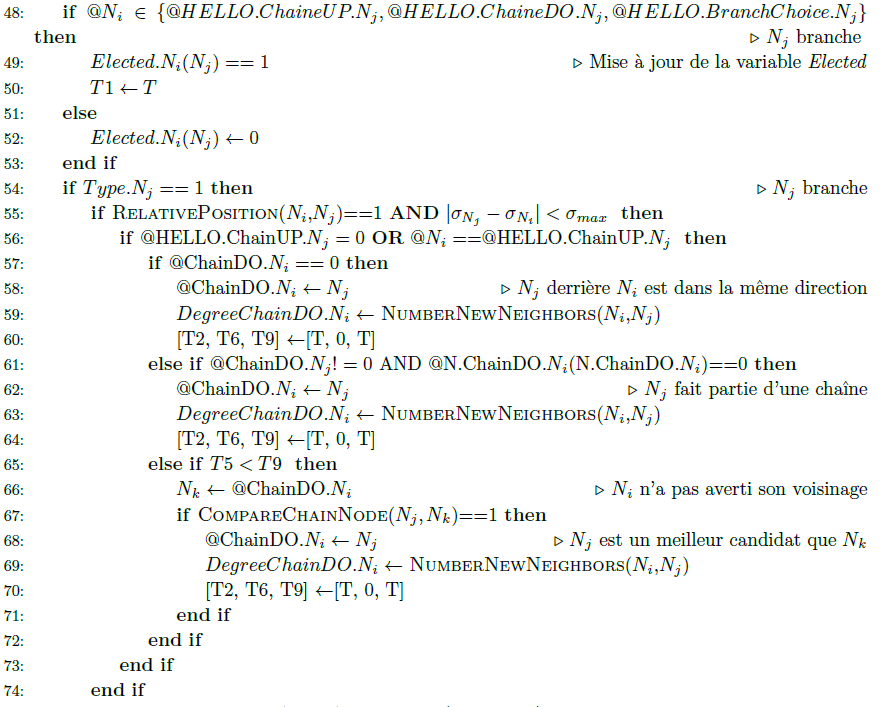 48: if @N_i ∈ {@HELLO.ChaineUP.N_j, @HELLO.ChaineDO.N_j, @HELLO.BranchChoice.N_j}
then ▷ N_j branche
49: Elected.N_i(N_j) == 1 ▷ Mise à jour de la variable Elected
50: T1 ← T
51: else
52: Elected.N_i(N_j) ← 0
53: end if
54: if Type.N_j == 1 then ▷ N_j branche
55: if RELATIVEPOSITION(N_i,N_j)==1 AND |σ_{N_j} − σ_{N_i}| < σ_{max} then
56: if @HELLO.ChainUP.N_j = 0 OR @N_i ==@HELLO.ChainUP.N_j then
57: if @ChainDO.N_i == 0 then
58: @ChainDO.N_i ← N_j ▷ N_j derrière N_i est dans la même direction
59: DegreeChainDO.N_i ← NUMBERNEWNEIGHBORS(N_i,N_j)
60: [T2, T6, T9] ←[T, 0, T]
61: else if @ChainDO.N_j! = 0 AND @N.ChainDO.N_i(N.ChainDO.N_i)==0 then
62: @ChainDO.N_i ← N_j ▷ N_j fait partie d'une chaîne
63: DegreeChainDO.N_i ← NUMBERNEWNEIGHBORS(N_i,N_j)
64: [T2, T6, T9] ←[T, 0, T]
65: else if T5 < T9 then
66: N_k ← @ChainDO.N_i ▷ N_i n'a pas averti son voisinage
67: if COMPARECHAINNODE(N_j, N_k)==1 then
68: @ChainDO.N_i ← N_j ▷ N_j est un meilleur candidat que N_k
69: DegreeChainDO.N_i ← NUMBERNEWNEIGHBORS(N_i,N_j)
70: [T2, T6, T9] ←[T, 0, T]
71: end if
72: end if
73: end if
74: end if